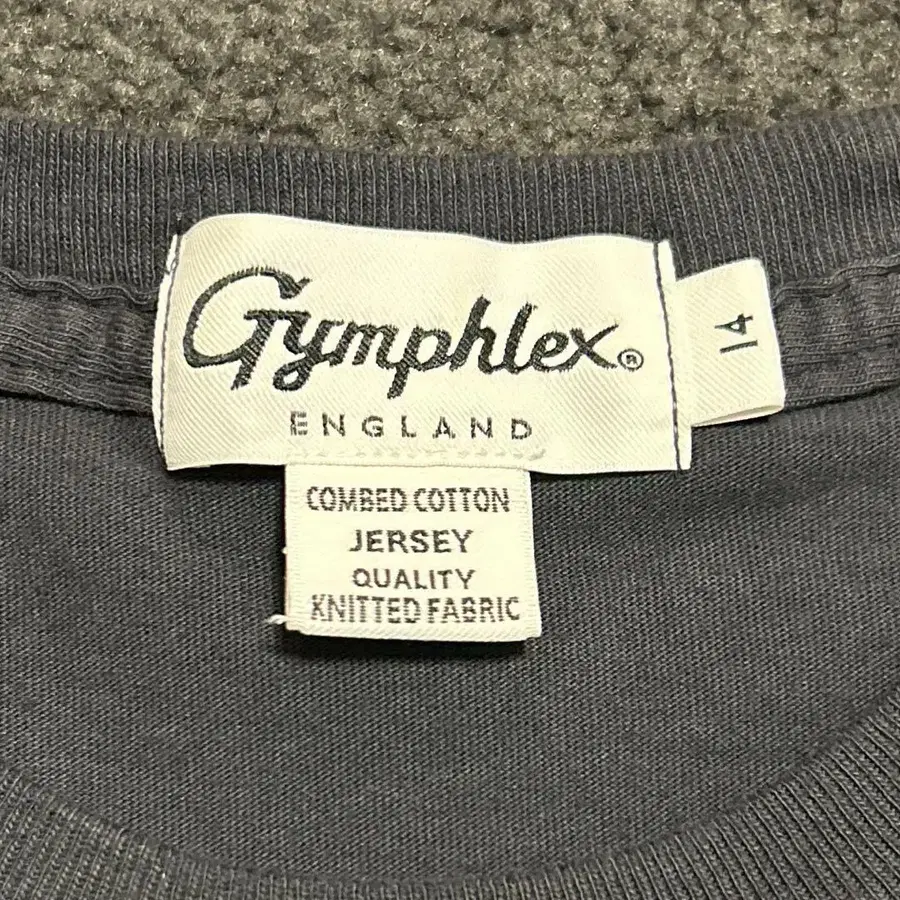 Gymphlex®
ENGLAND
14
COMBED COTTON
JERSEY
QUALITY
KNITTED FABRIC